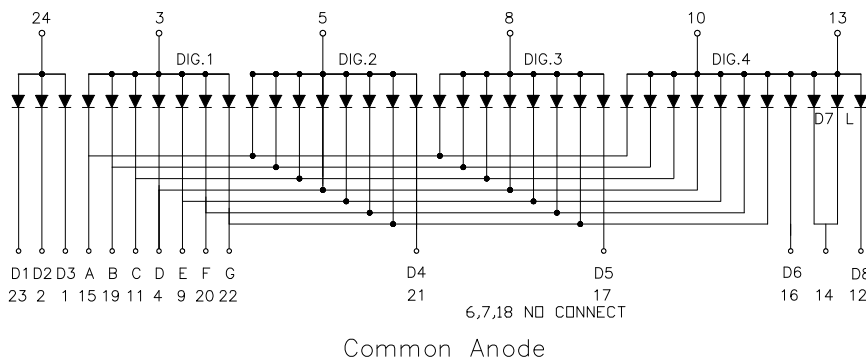 24 3 5 8 10 13
DIG.1 DIG.2 DIG.3 DIG.4
D7 L
D1 D2 D3 A B C D E F G D4 D5 D6 D8
23 2 1 15 19 11 4 9 20 22 21 17 16 14 12
6,7,18 NO CONNECT
Common Anode